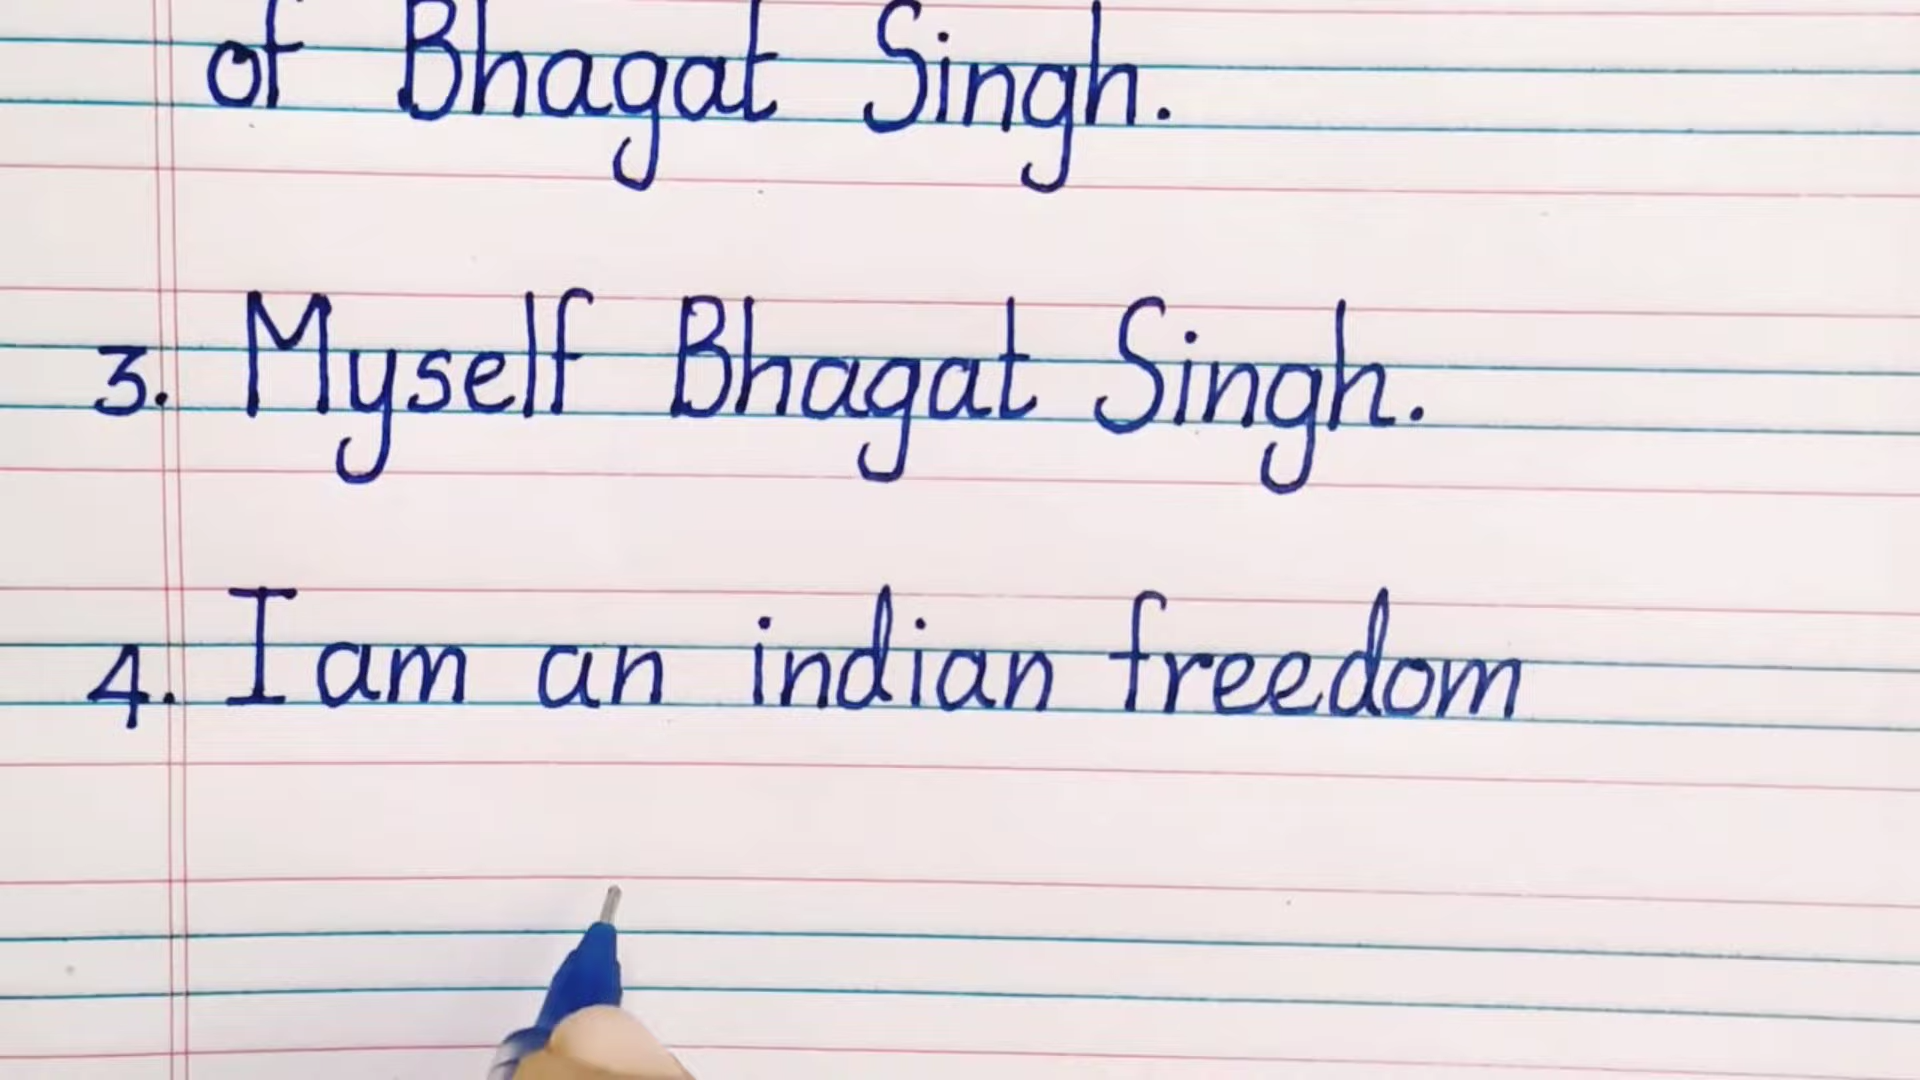 of Bhagat Singh.
3. Myself Bhagat Singh.
4. I am an indian freedom